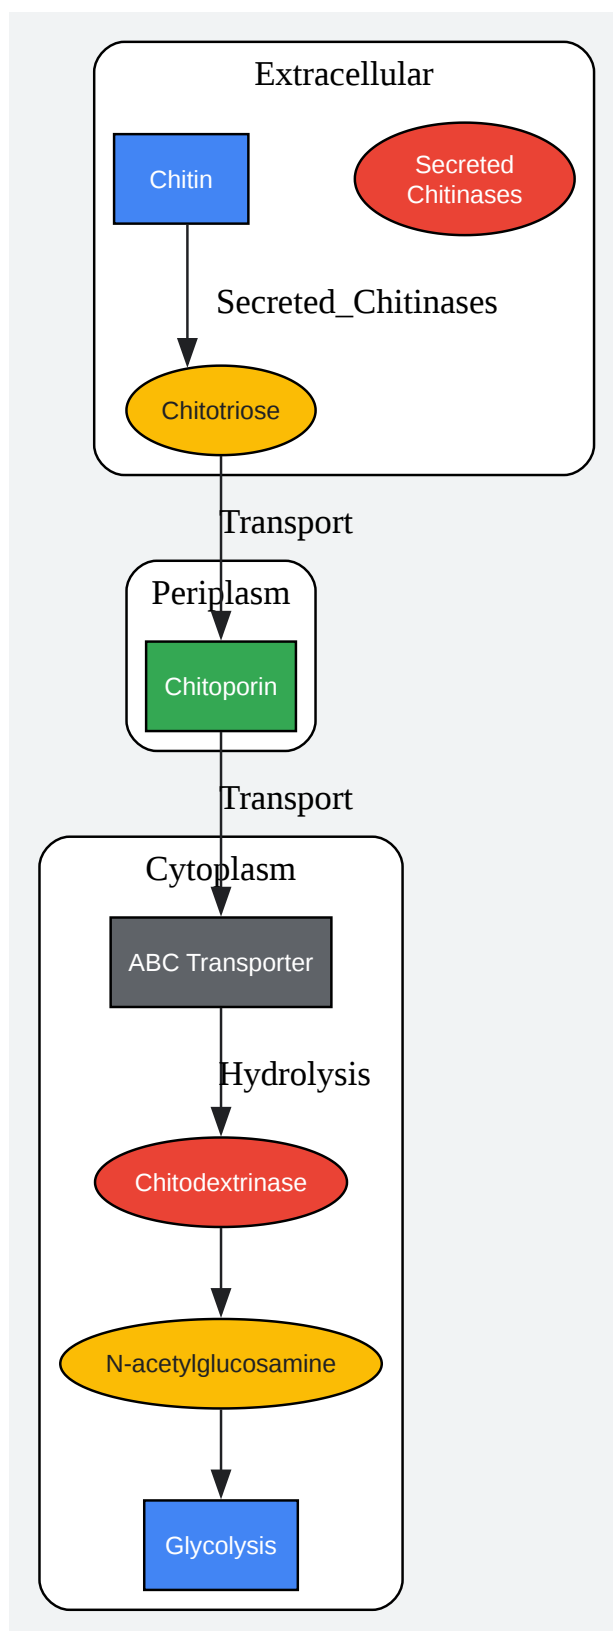 Extracellular
Chitin
Secreted
Chitinases
Secreted_Chitinases
Chitotriose
Transport
Periplasm
Chitoporin
Transport
Cytoplasm
ABC Transporter
Hydrolysis
Chitodextrinase
N-acetylglucosamine
Glycolysis